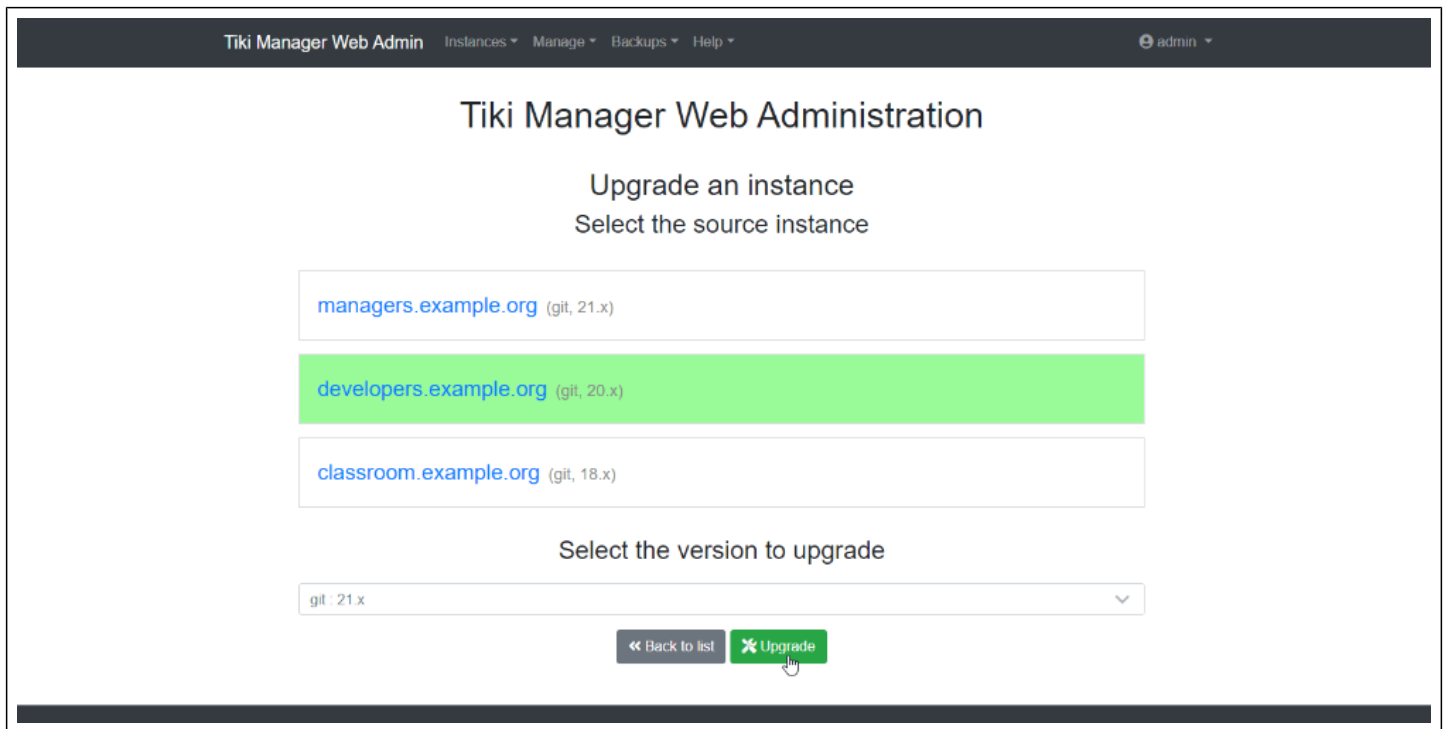 Tiki Manager Web Admin Instances Manage Backups Help admin
Tiki Manager Web Administration
Upgrade an instance
Select the source instance
managers.example.org (git, 21.x)
developers.example.org (git, 20.x)
classroom.example.org (git, 18.x)
Select the version to upgrade
git : 21.x
Back to list Upgrade